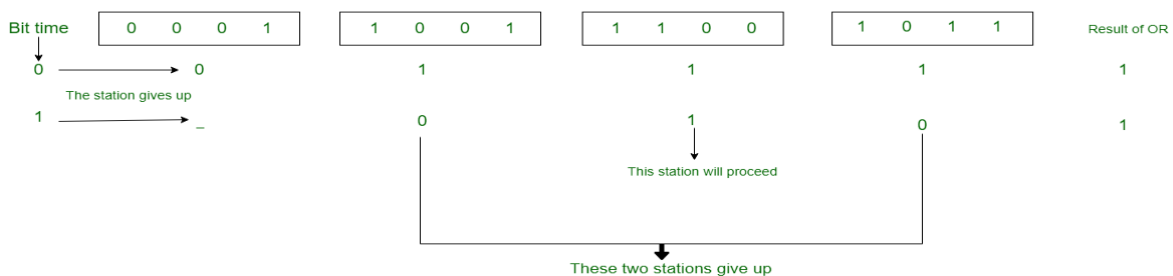 Bit time 0 0 0 1 1 0 0 1 1 1 0 0 1 0 1 1 Result of OR
0 0 1 1 1 1
The station gives up
1 _ 0 1 0 1
This station will proceed
These two stations give up